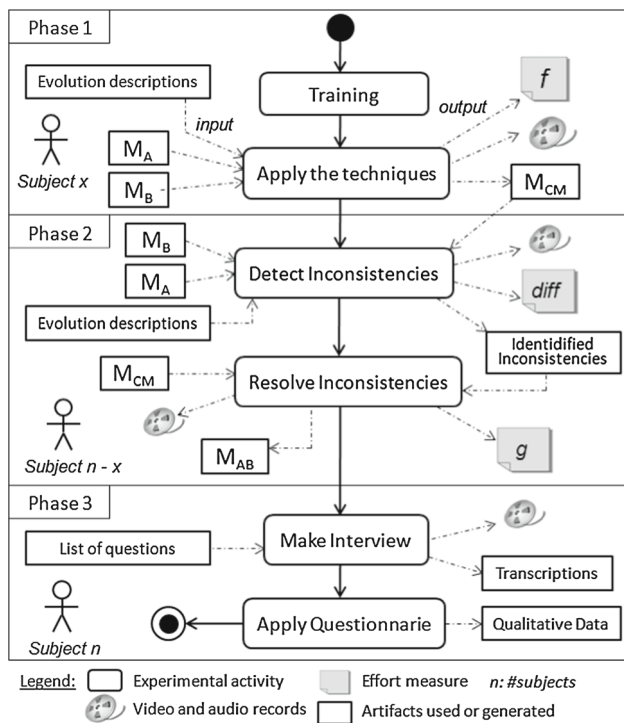 Phase 1
Evolution descriptions
Training
input
output
f
Subject x
MA
MB
Apply the techniques
MCM
Phase 2
MB
MA
Evolution descriptions
Detect Inconsistencies
diff
Identidified
Inconsistencies
MCM
Resolve Inconsistencies
MAB
g
Subject n - x
Phase 3
List of questions
Make Interview
Transcriptions
Subject n
Apply Questionnarie
Qualitative Data
Legend: Experimental activity Effort measure n: #subjects
Video and audio records Artifacts used or generated